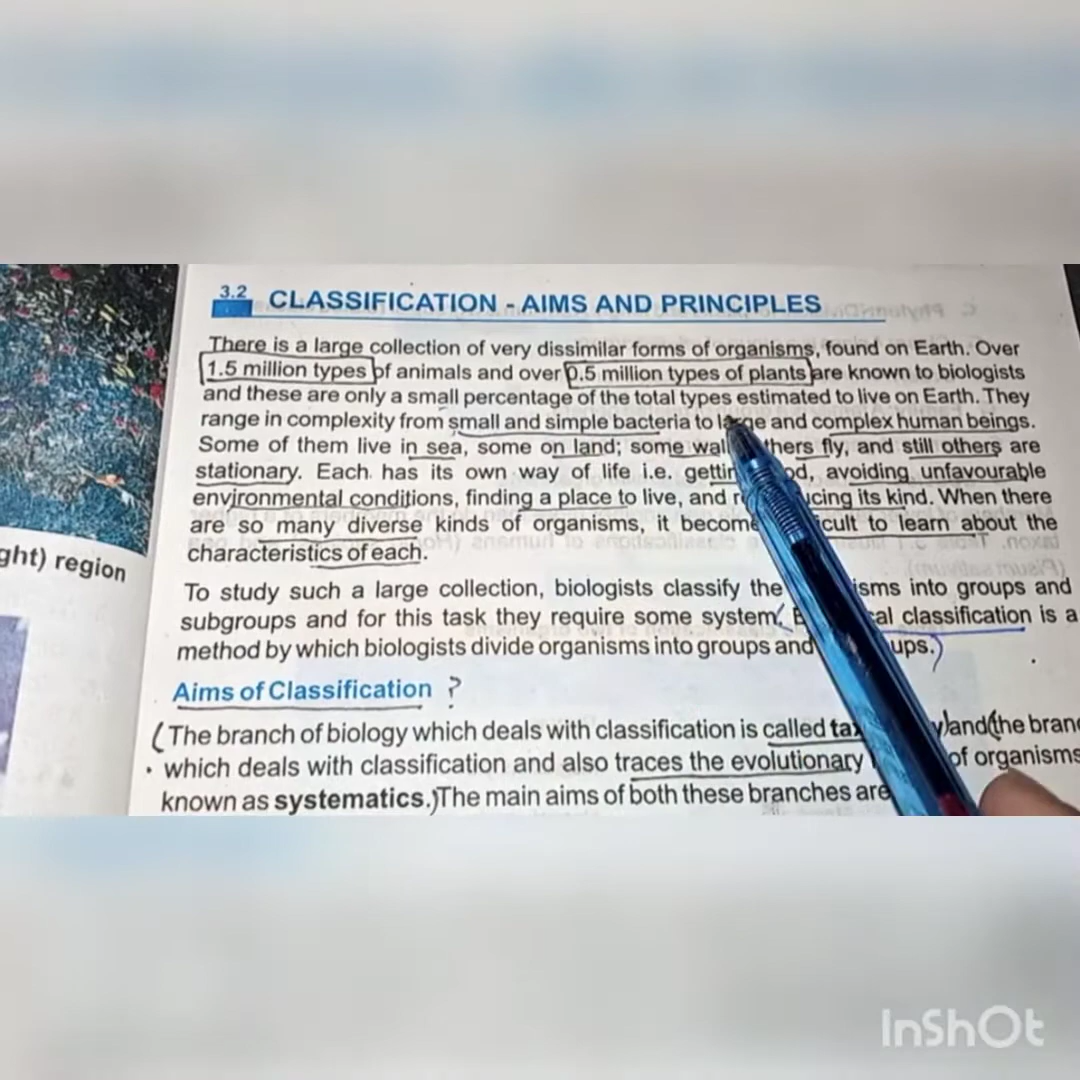 3.2 CLASSIFICATION - AIMS AND PRINCIPLES
There is a large collection of very dissimilar forms of organisms, found on Earth. Over
1.5 million types of animals and over 0.5 million types of plants are known to biologists
and these are only a small percentage of the total types estimated to live on Earth. They
range in complexity from small and simple bacteria to large and complex human beings.
Some of them live in sea, some on land; some fly, and still others are
stationary. Each has its own way of life i.e. avoiding unfavourable
environmental conditions, finding a place to live, and its kind. When there
are so many diverse kinds of organisms, it to learn about the
characteristics of each.
ght) region
To study such a large collection, biologists classify the into groups and
subgroups and for this task they require some system. classification is a
method by which biologists divide organisms into groups and
Aims of Classification ?
(The branch of biology which deals with classification is called and (the
which deals with classification and also traces the evolutionary of organisms
known as systematics.) The main aims of both these branches are
InShOt